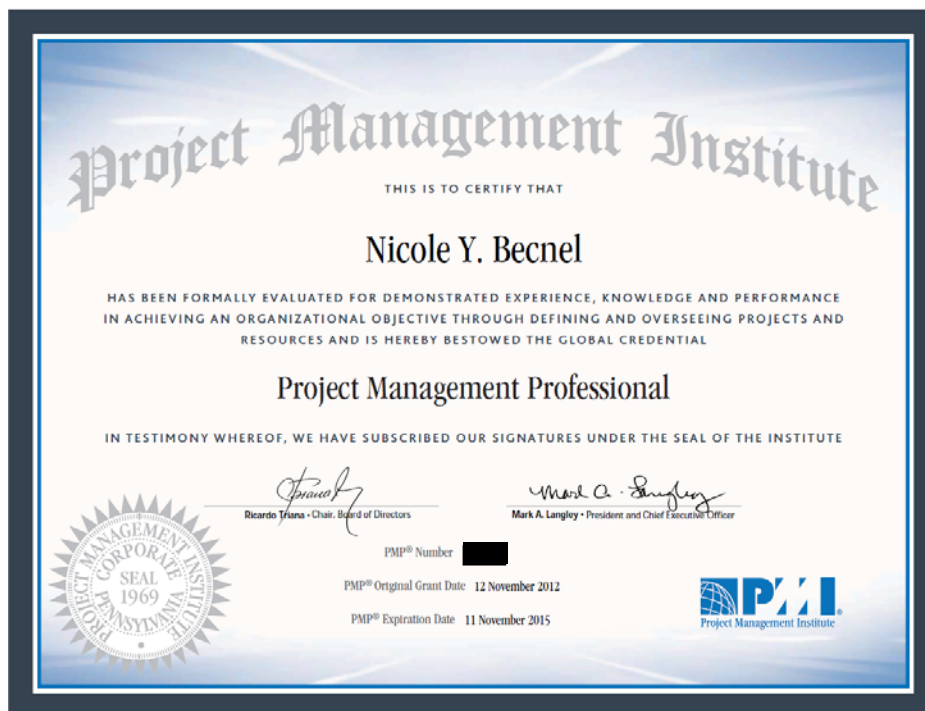 Project Management Institute
THIS IS TO CERTIFY THAT
Nicole Y. Becnel
HAS BEEN FORMALLY EVALUATED FOR DEMONSTRATED EXPERIENCE, KNOWLEDGE AND PERFORMANCE
IN ACHIEVING AN ORGANIZATIONAL OBJECTIVE THROUGH DEFINING AND OVERSEEING PROJECTS AND
RESOURCES AND IS HEREBY BESTOWED THE GLOBAL CREDENTIAL
Project Management Professional
IN TESTIMONY WHEREOF, WE HAVE SUBSCRIBED OUR SIGNATURES UNDER THE SEAL OF THE INSTITUTE
Mark A. Langley
Ricardo Triana • Chair, Board of Directors
Mark A. Langley • President and Chief Executive Officer
PROJECT MANAGEMENT INSTITUTE
CORPORATE
SEAL
1969
PENNSYLVANIA
PMP® Number
PMP® Original Grant Date 12 November 2012
PMP® Expiration Date 11 November 2015
PMI®
Project Management Institute